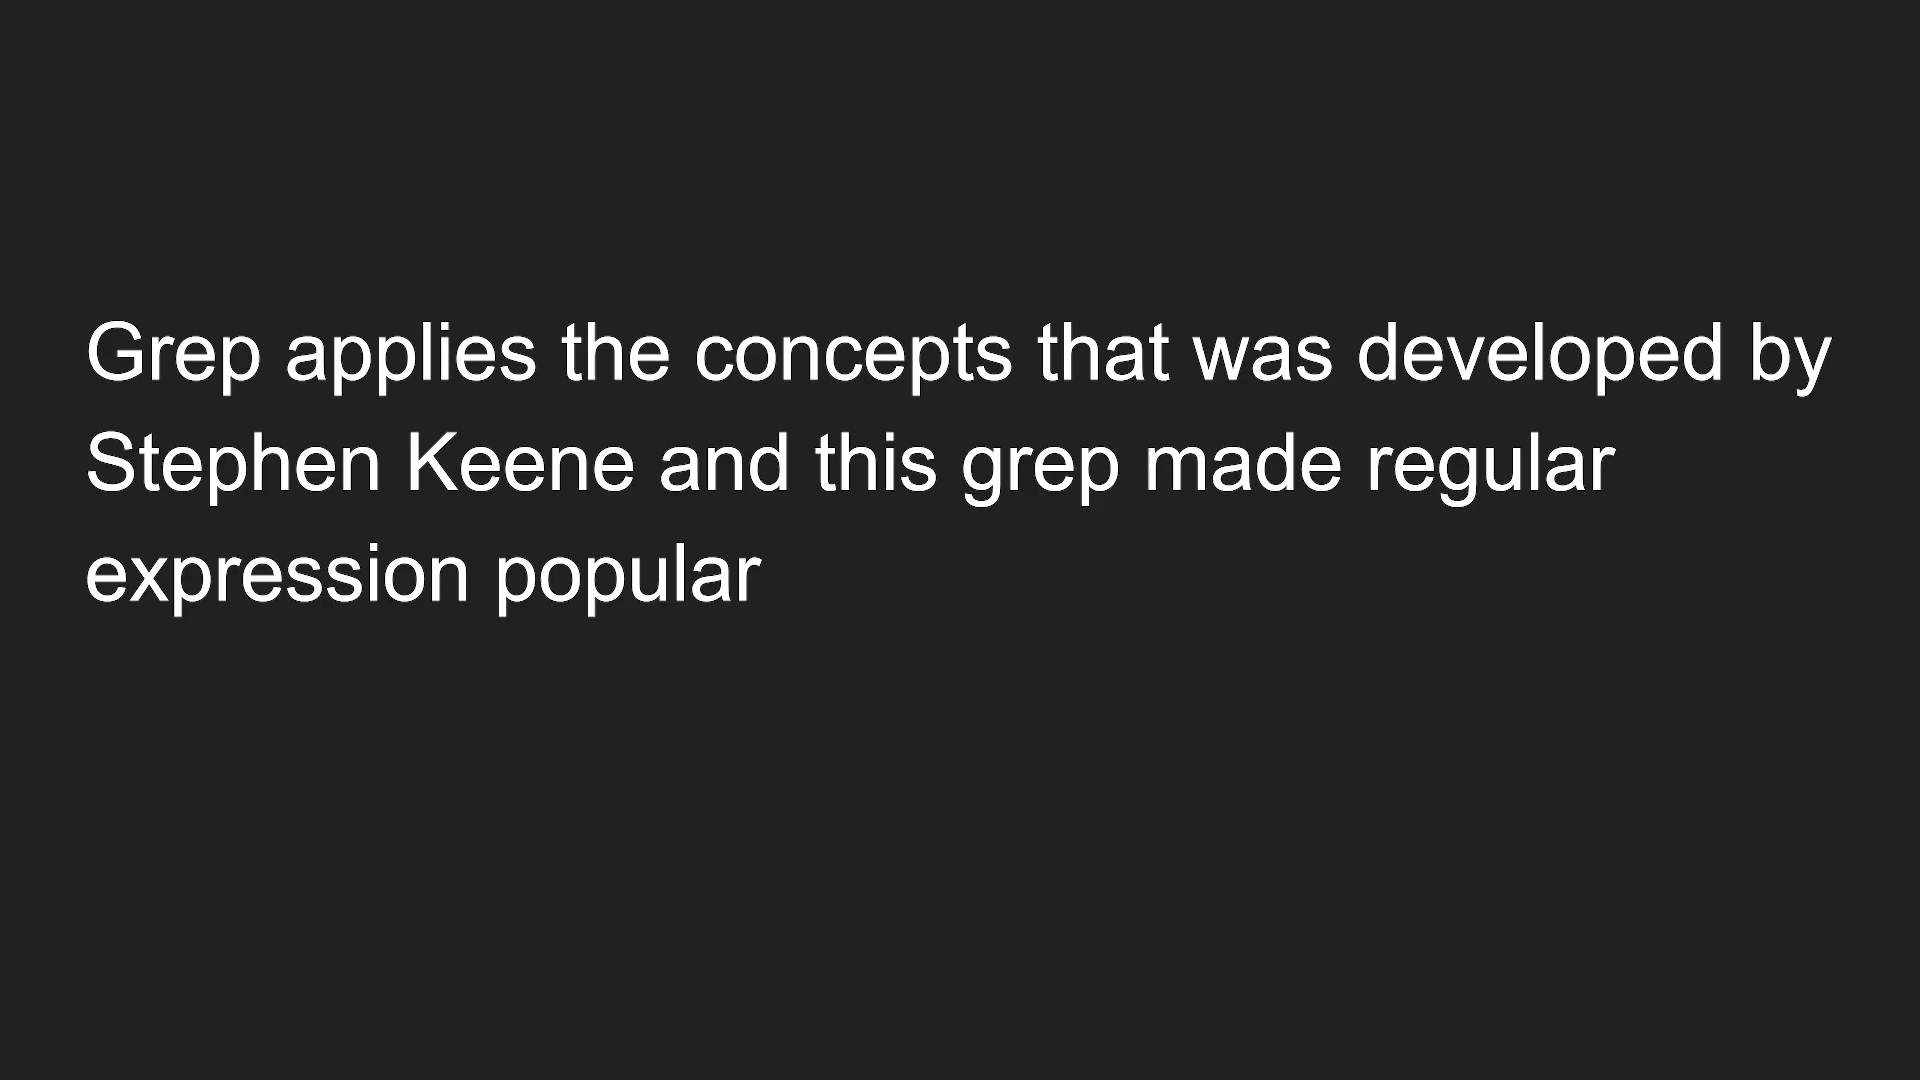 Grep applies the concepts that was developed by
Stephen Keene and this grep made regular
expression popular